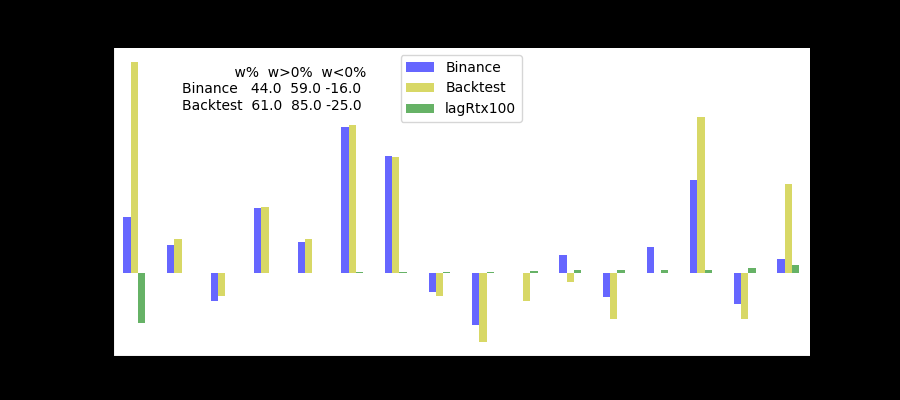 w% w>0% w<0%
Binance 44.0 59.0 -16.0
Backtest 61.0 85.0 -25.0
Binance
Backtest
lagRtx100